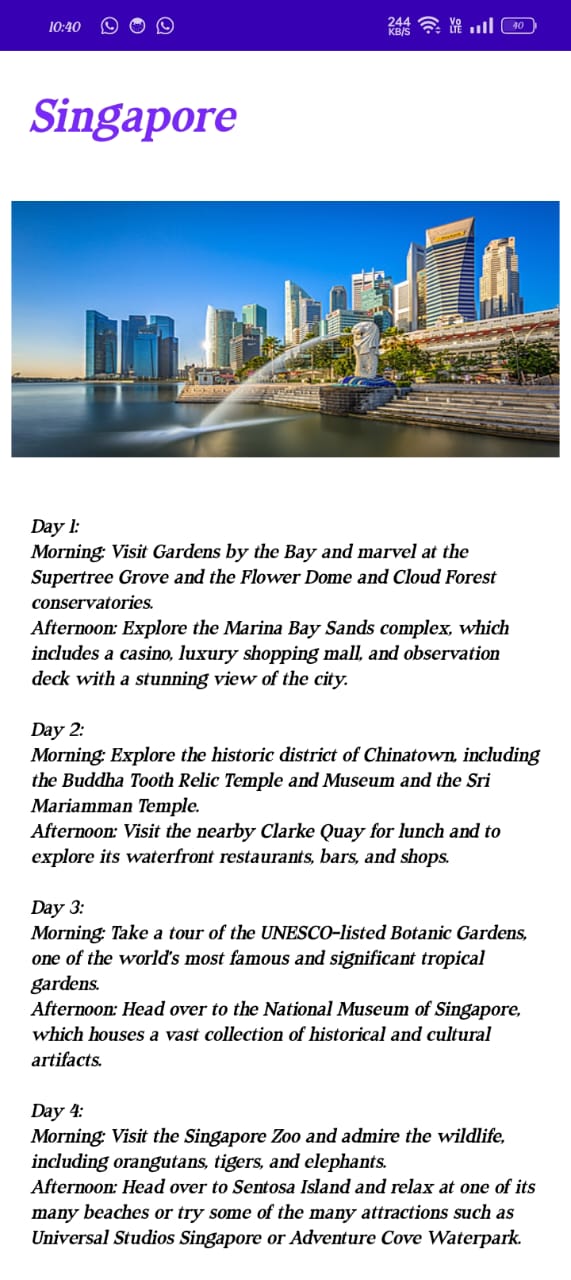 10:40
244
KB/S
Vo
LTE
40
Singapore
Day 1:
Morning: Visit Gardens by the Bay and marvel at the
Supertree Grove and the Flower Dome and Cloud Forest
conservatories.
Afternoon: Explore the Marina Bay Sands complex, which
includes a casino, luxury shopping mall, and observation
deck with a stunning view of the city.
Day 2:
Morning: Explore the historic district of Chinatown, including
the Buddha Tooth Relic Temple and Museum and the Sri
Mariamman Temple.
Afternoon: Visit the nearby Clarke Quay for lunch and to
explore its waterfront restaurants, bars, and shops.
Day 3:
Morning: Take a tour of the UNESCO-listed Botanic Gardens,
one of the world's most famous and significant tropical
gardens.
Afternoon: Head over to the National Museum of Singapore,
which houses a vast collection of historical and cultural
artifacts.
Day 4:
Morning: Visit the Singapore Zoo and admire the wildlife,
including orangutans, tigers, and elephants.
Afternoon: Head over to Sentosa Island and relax at one of its
many beaches or try some of the many attractions such as
Universal Studios Singapore or Adventure Cove Waterpark.